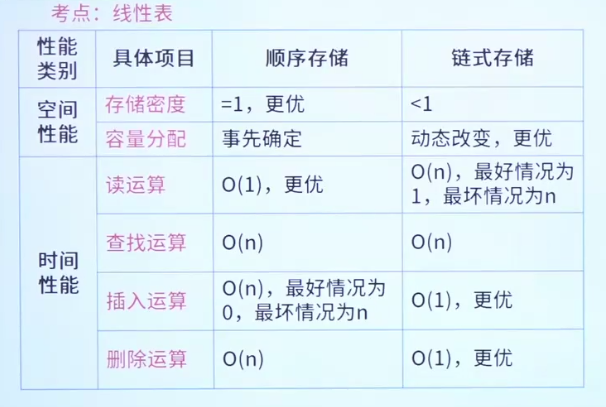 考点：线性表
性能
类别
具体项目
顺序存储
链式存储
空间
性能
存储密度
=1，更优
<1
容量分配
事先确定
动态改变，更优
时间
性能
读运算
O(1)，更优
O(n)，最好情况为
1，最坏情况为n
查找运算
O(n)
O(n)
插入运算
O(n)，最好情况为
0，最坏情况为n
O(1)，更优
删除运算
O(n)
O(1)，更优